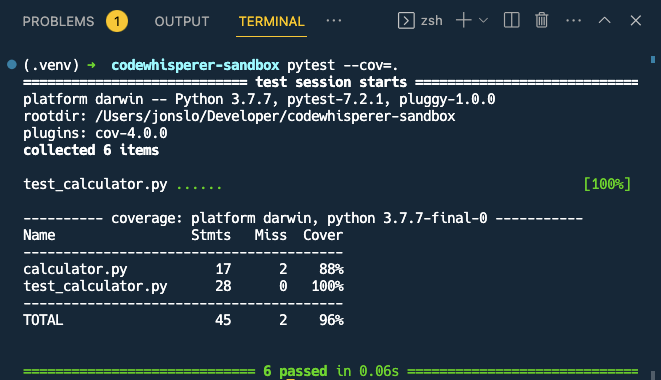 PROBLEMS 1 OUTPUT TERMINAL ··· zsh
(.venv) → codewhisperer-sandbox pytest --cov=.
============================ test session starts ============================
platform darwin -- Python 3.7.7, pytest-7.2.1, pluggy-1.0.0
rootdir: /Users/jonslo/Developer/codewhisperer-sandbox
plugins: cov-4.0.0
collected 6 items
test_calculator.py ...... [100%]
---------- coverage: platform darwin, python 3.7.7-final-0 -----------
Name Stmts Miss Cover
----------------------------------------
calculator.py 17 2 88%
test_calculator.py 28 0 100%
----------------------------------------
TOTAL 45 2 96%
============================= 6 passed in 0.06s =============================